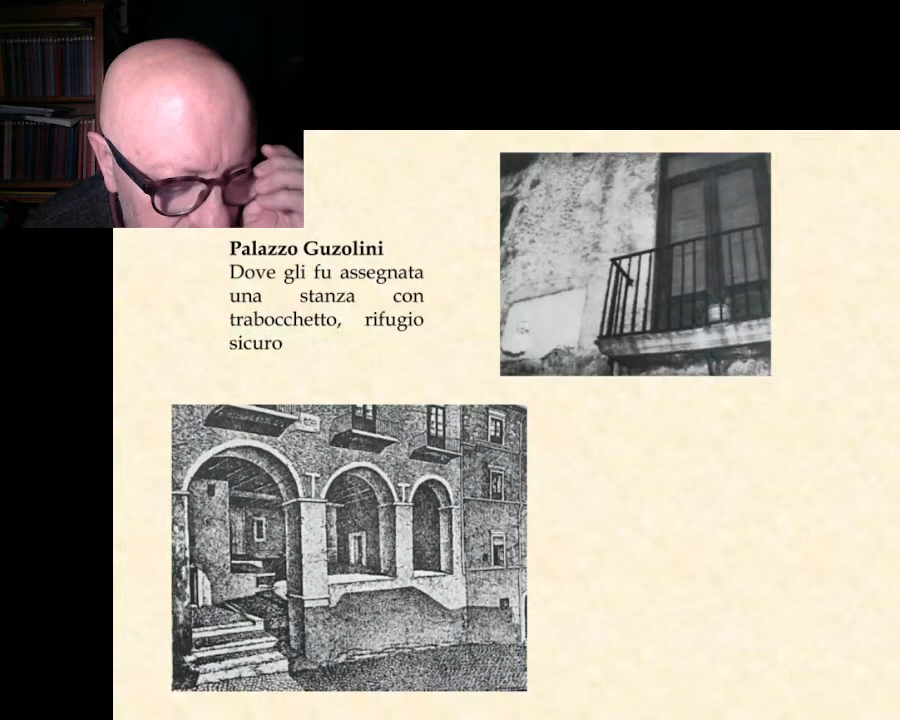 Palazzo Guzolini
Dove gli fu assegnata
una stanza con
trabocchetto, rifugio
sicuro